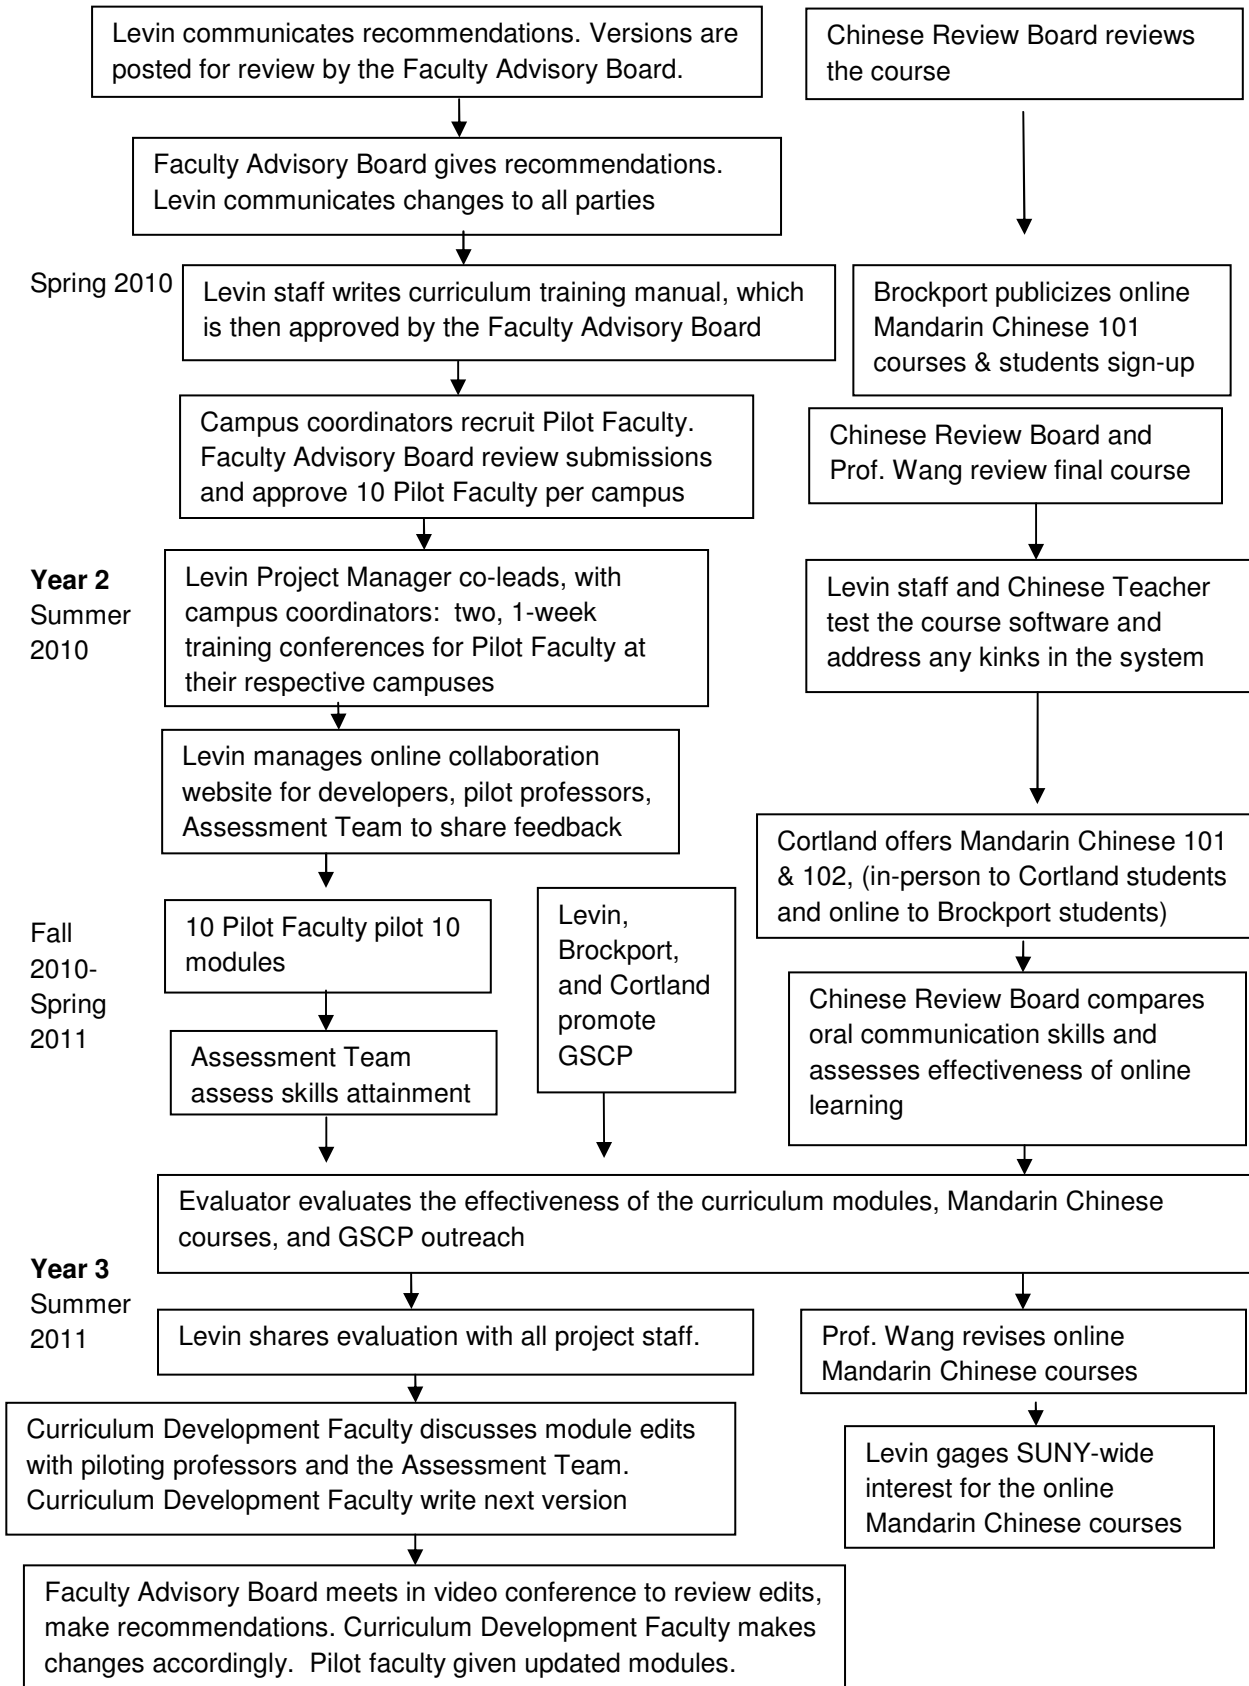 Levin communicates recommendations. Versions are
posted for review by the Faculty Advisory Board.
Chinese Review Board reviews
the course
Faculty Advisory Board gives recommendations.
Levin communicates changes to all parties
Spring 2010
Levin staff writes curriculum training manual, which
is then approved by the Faculty Advisory Board
Brockport publicizes online
Mandarin Chinese 101
courses & students sign-up
Campus coordinators recruit Pilot Faculty.
Faculty Advisory Board review submissions
and approve 10 Pilot Faculty per campus
Chinese Review Board and
Prof. Wang review final course
Year 2
Summer
2010
Levin Project Manager co-leads, with
campus coordinators:  two, 1-week
training conferences for Pilot Faculty at
their respective campuses
Levin staff and Chinese Teacher
test the course software and
address any kinks in the system
Levin manages online collaboration
website for developers, pilot professors,
Assessment Team to share feedback
Cortland offers Mandarin Chinese 101
& 102, (in-person to Cortland students
and online to Brockport students)
Fall
2010-
Spring
2011
10 Pilot Faculty pilot 10
modules
Levin,
Brockport,
and Cortland
promote
GSCP
Chinese Review Board compares
oral communication skills and
assesses effectiveness of online
learning
Assessment Team
assess skills attainment
Evaluator evaluates the effectiveness of the curriculum modules, Mandarin Chinese
courses, and GSCP outreach
Year 3
Summer
2011
Levin shares evaluation with all project staff.
Prof. Wang revises online
Mandarin Chinese courses
Curriculum Development Faculty discusses module edits
with piloting professors and the Assessment Team.
Curriculum Development Faculty write next version
Levin gages SUNY-wide
interest for the online
Mandarin Chinese courses
Faculty Advisory Board meets in video conference to review edits,
make recommendations. Curriculum Development Faculty makes
changes accordingly.  Pilot faculty given updated modules.